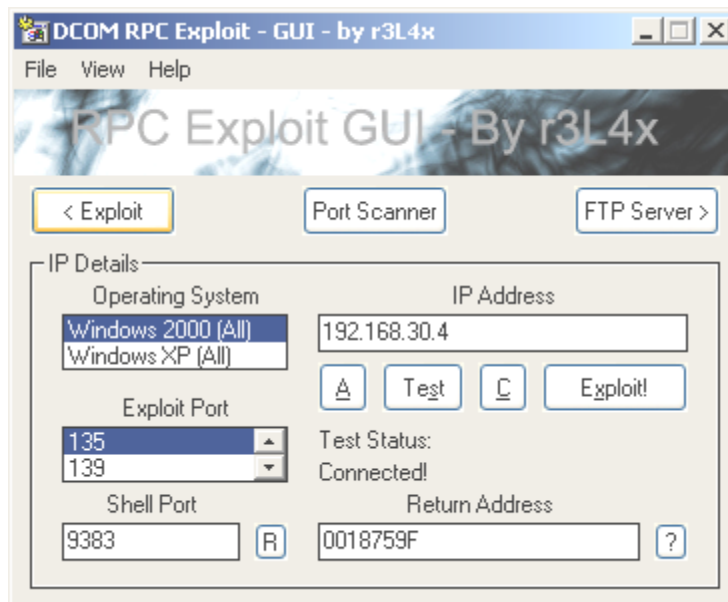 DCOM RPC Exploit - GUI - by r3L4x
File View Help
RPC Exploit GUI - By r3L4x
< Exploit Port Scanner FTP Server >
IP Details
Operating System
Windows 2000 (All)
Windows XP (All)
IP Address
192.168.30.4
A Test C Exploit!
Exploit Port
135
139
Test Status:
Connected!
Shell Port
9383 R
Return Address
0018759F ?